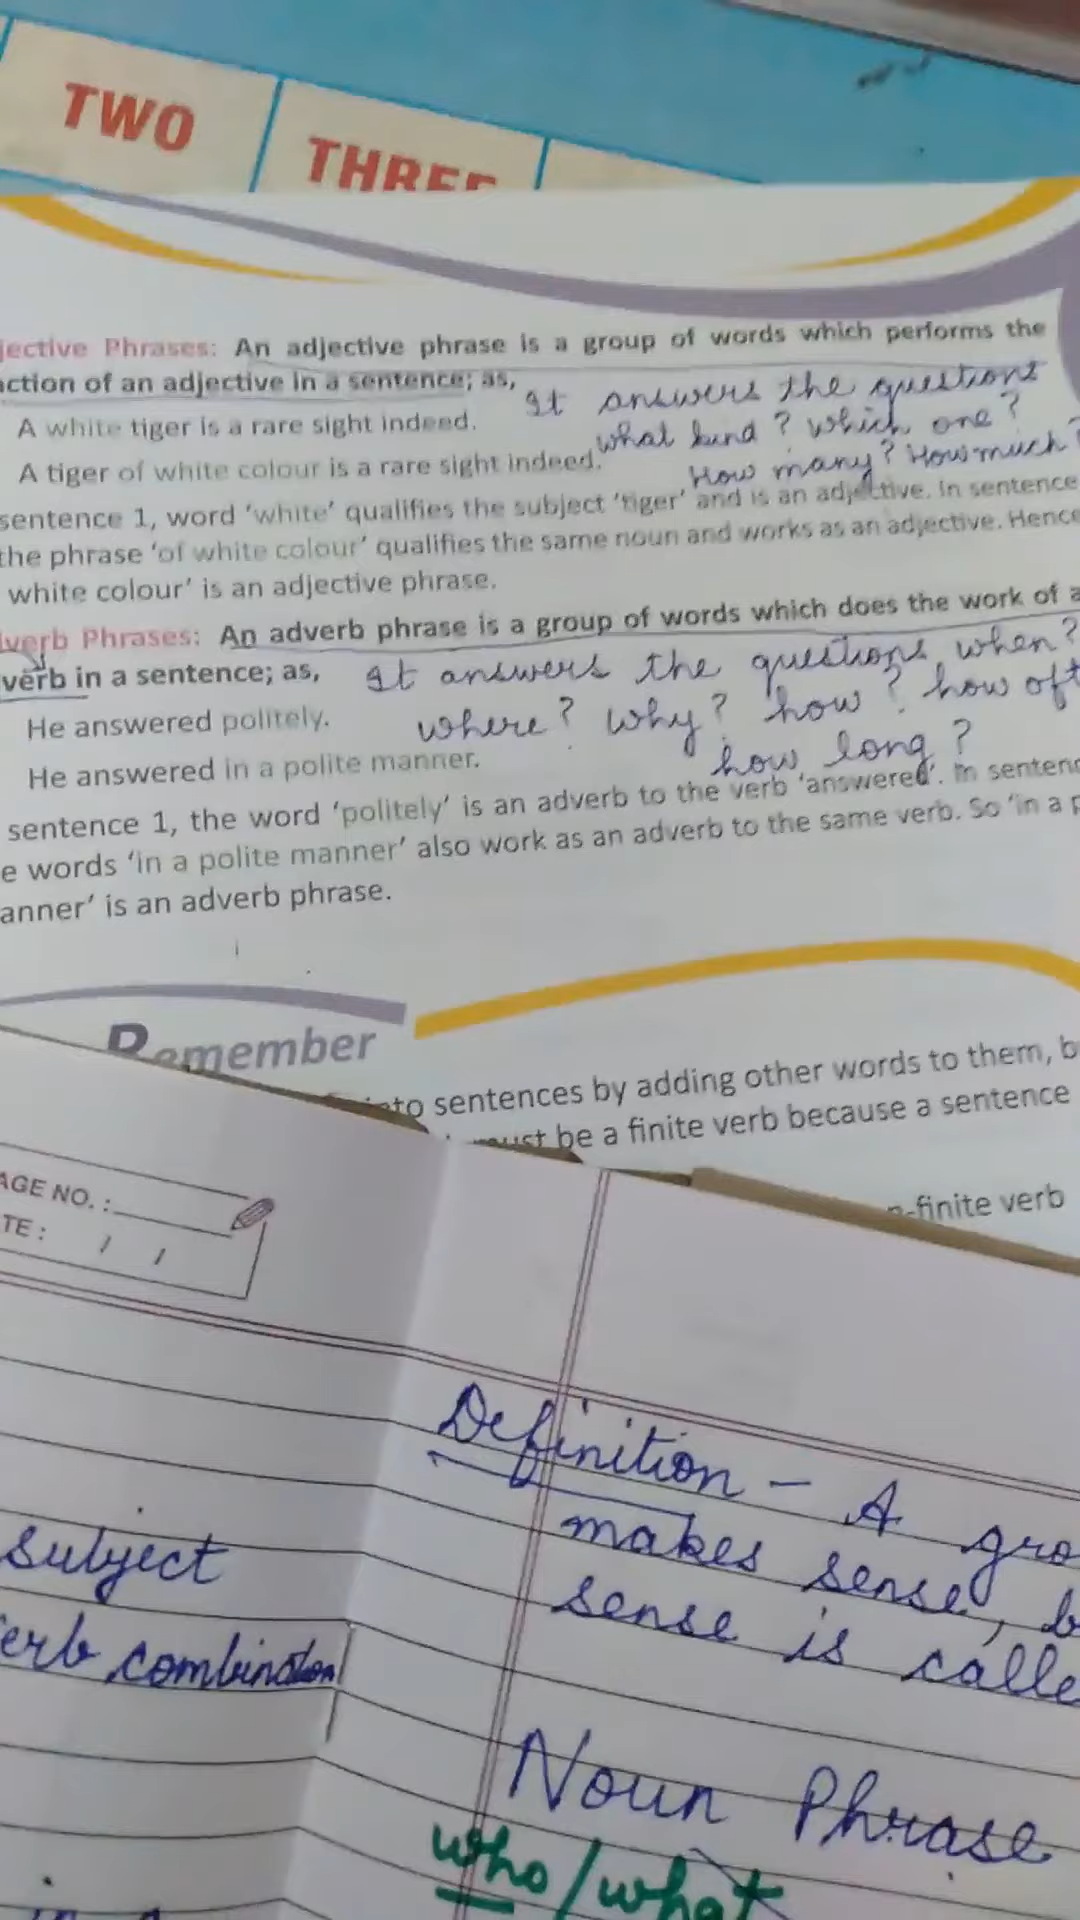 TWO
THREE
jective Phrases: An adjective phrase is a group of words which performs the
ction of an adjective in a sentence; as,
It answers the questions
A white tiger is a rare sight indeed.
what kind? which one?
A tiger of white colour is a rare sight indeed.
How many? How much?
sentence 1, word 'white' qualifies the subject 'tiger' and is an adjective. In sentence
the phrase 'of white colour' qualifies the same noun and works as an adjective. Hence
white colour' is an adjective phrase.
verb Phrases: An adverb phrase is a group of words which does the work of a
verb in a sentence; as,
It answers the questions when?
He answered politely.
where? why? how? how oft
He answered in a polite manner.
how long?
sentence 1, the word 'politely' is an adverb to the verb 'answered'. In sentenc
e words 'in a polite manner' also work as an adverb to the same verb. So 'in a p
anner' is an adverb phrase.
Remember
into sentences by adding other words to them, b
must be a finite verb because a sentence
-finite verb
AGE NO. :
TE : / /
Definition - A gro
makes sense, b
sense is calle
subject
erb combination
Noun Phrase
who/what